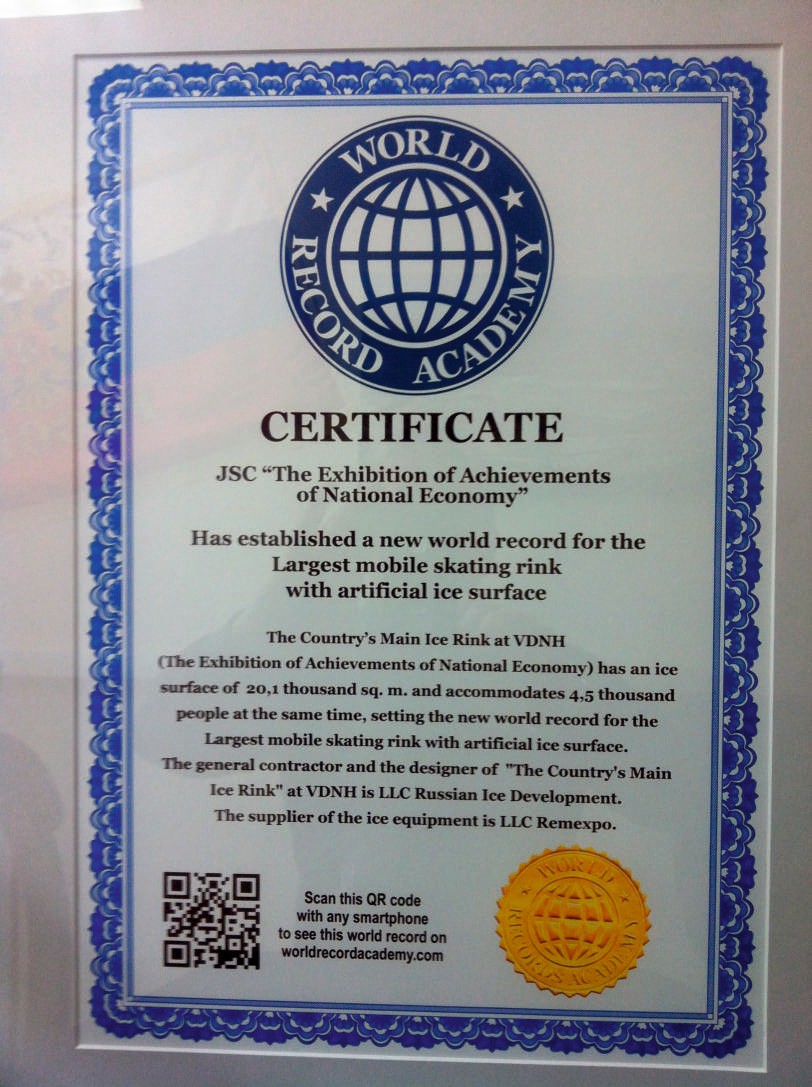 WORLD
RECORD ACADEMY
CERTIFICATE
JSC “The Exhibition of Achievements
of National Economy”
Has established a new world record for the
Largest mobile skating rink
with artificial ice surface
The Country’s Main Ice Rink at VDNH
(The Exhibition of Achievements of National Economy) has an ice
surface of 20,1 thousand sq. m. and accommodates 4,5 thousand
people at the same time, setting the new world record for the
Largest mobile skating rink with artificial ice surface.
The general contractor and the designer of "The Country's Main
Ice Rink" at VDNH is LLC Russian Ice Development.
The supplier of the ice equipment is LLC Remexpo.
Scan this QR code
with any smartphone
to see this world record on
worldrecordacademy.com
WORLD
RECORDS ACADEMY